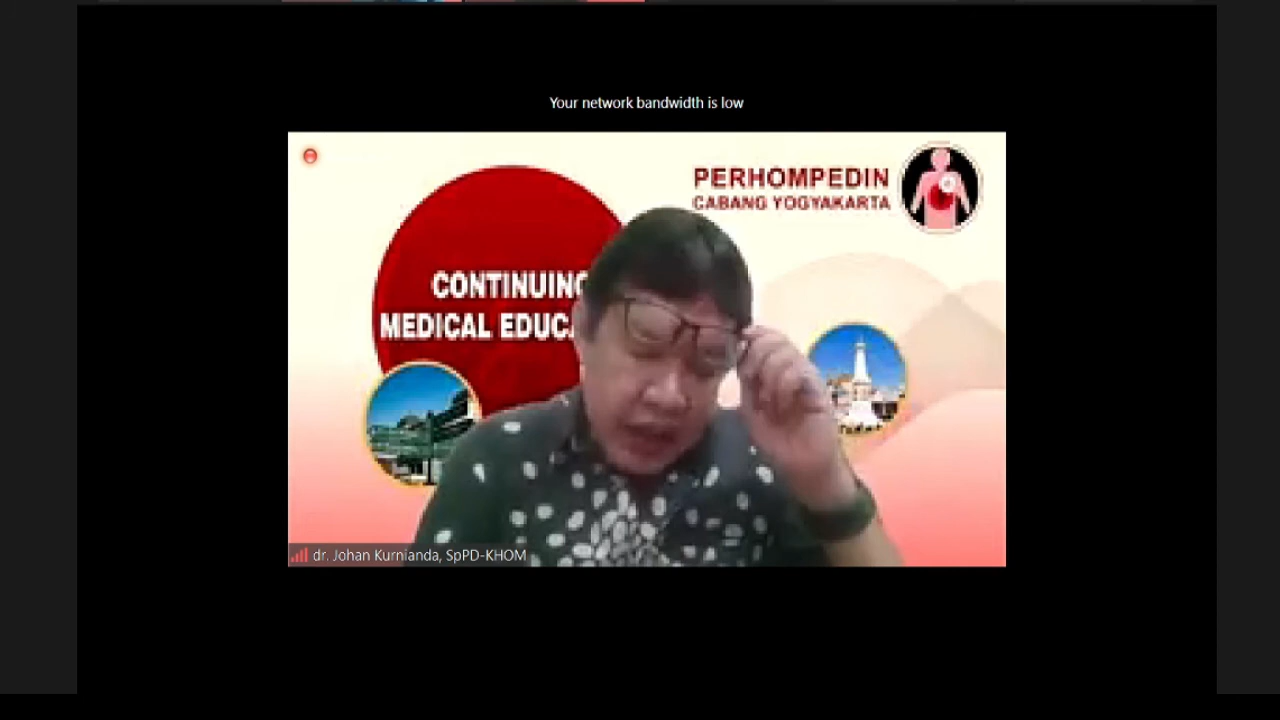 Your network bandwidth is low
PERHOMPEDIN
CABANG YOGYAKARTA
CONTINUING
MEDICAL EDUCA
dr. Johan Kurnianda, SpPD-KHOM